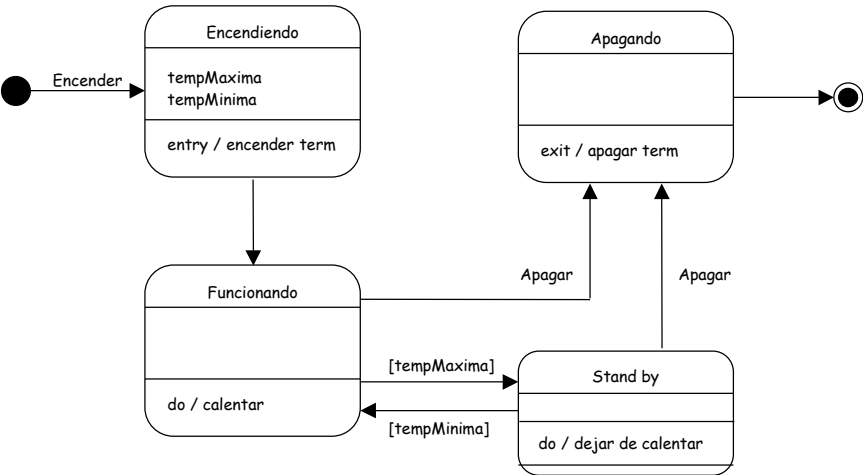 Encender
Encendiendo
tempMaxima
tempMinima
entry / encender term
Apagando
exit / apagar term
Funcionando
do / calentar
Apagar
Apagar
[tempMaxima]
[tempMinima]
Stand by
do / dejar de calentar